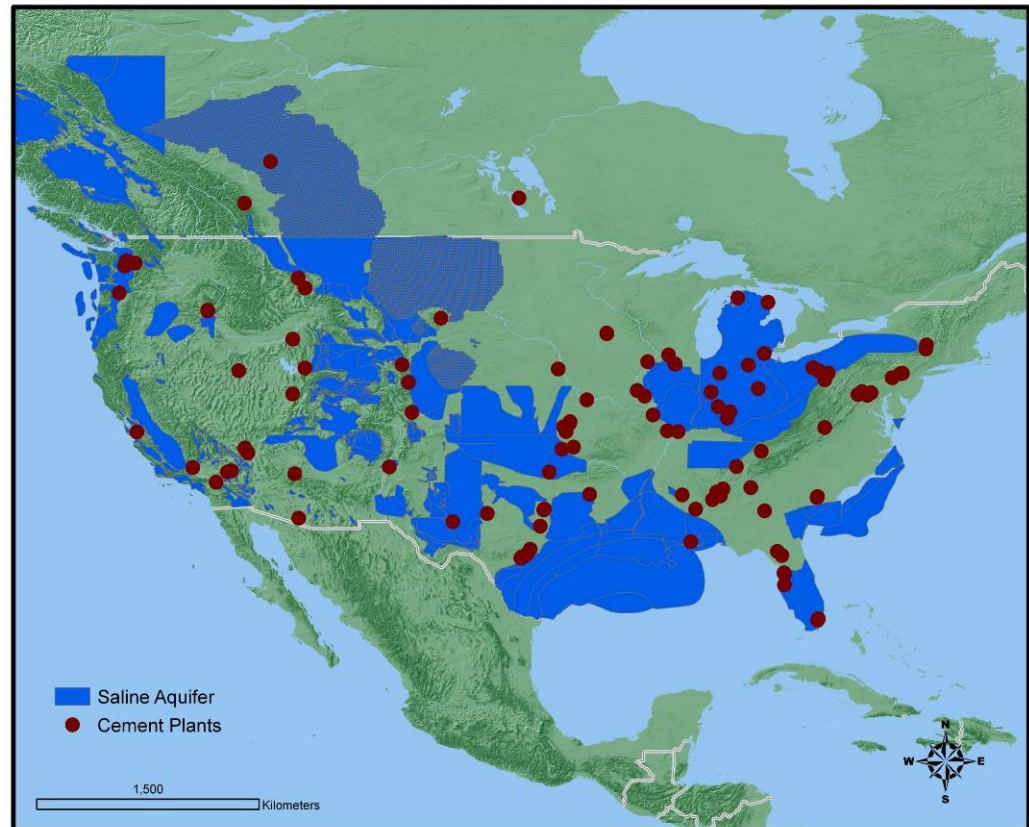 Saline Aquifer
Cement Plants
1,500
Kilometers
N
W E
S